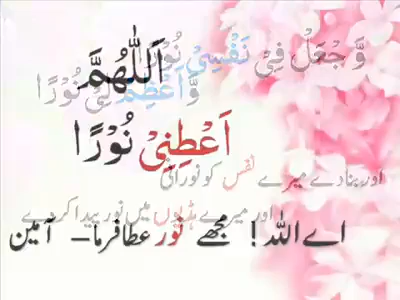 وَّجْعَلْ فِيْ نَفْسِيْ نُوْرًا
اَللّٰهُمَّ
وَّاَعْظِمْ لِيْ نُوْرًا
اَعْطِنِيْ نُوْرًا
اور بنادے میرے نفس کو نورانی
اور میرے ہڈیوں میں نور پیدا کردے
اے اللہ! مجھے نور عطا فرما– آمین